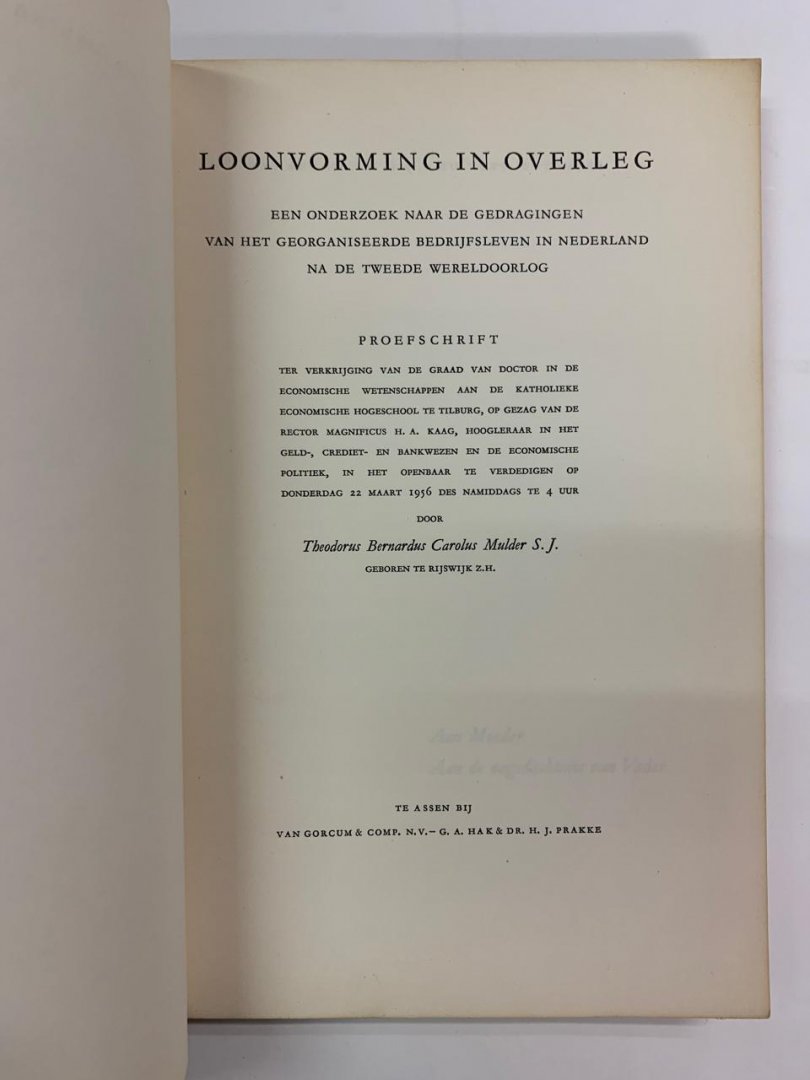 LOONVORMING IN OVERLEG
EEN ONDERZOEK NAAR DE GEDRAGINGEN
VAN HET GEORGANISEERDE BEDRIJFSLEVEN IN NEDERLAND
NA DE TWEEDE WERELDOORLOG
PROEFSCHRIFT
TER VERKRIJGING VAN DE GRAAD VAN DOCTOR IN DE
ECONOMISCHE WETENSCHAPPEN AAN DE KATHOLIEKE
ECONOMISCHE HOGESCHOOL TE TILBURG, OP GEZAG VAN DE
RECTOR MAGNIFICUS H. A. KAAG, HOOGLERAAR IN HET
GELD-, CREDIET- EN BANKWEZEN EN DE ECONOMISCHE
POLITIEK, IN HET OPENBAAR TE VERDEDIGEN OP
DONDERDAG 22 MAART 1956 DES NAMIDDAGS TE 4 UUR
DOOR
Theodorus Bernardus Carolus Mulder S. J.
GEBOREN TE RIJSWIJK Z.H.
TE ASSEN BIJ
VAN GORCUM & COMP. N.V. – G. A. HAK & DR. H. J. PRAKKE